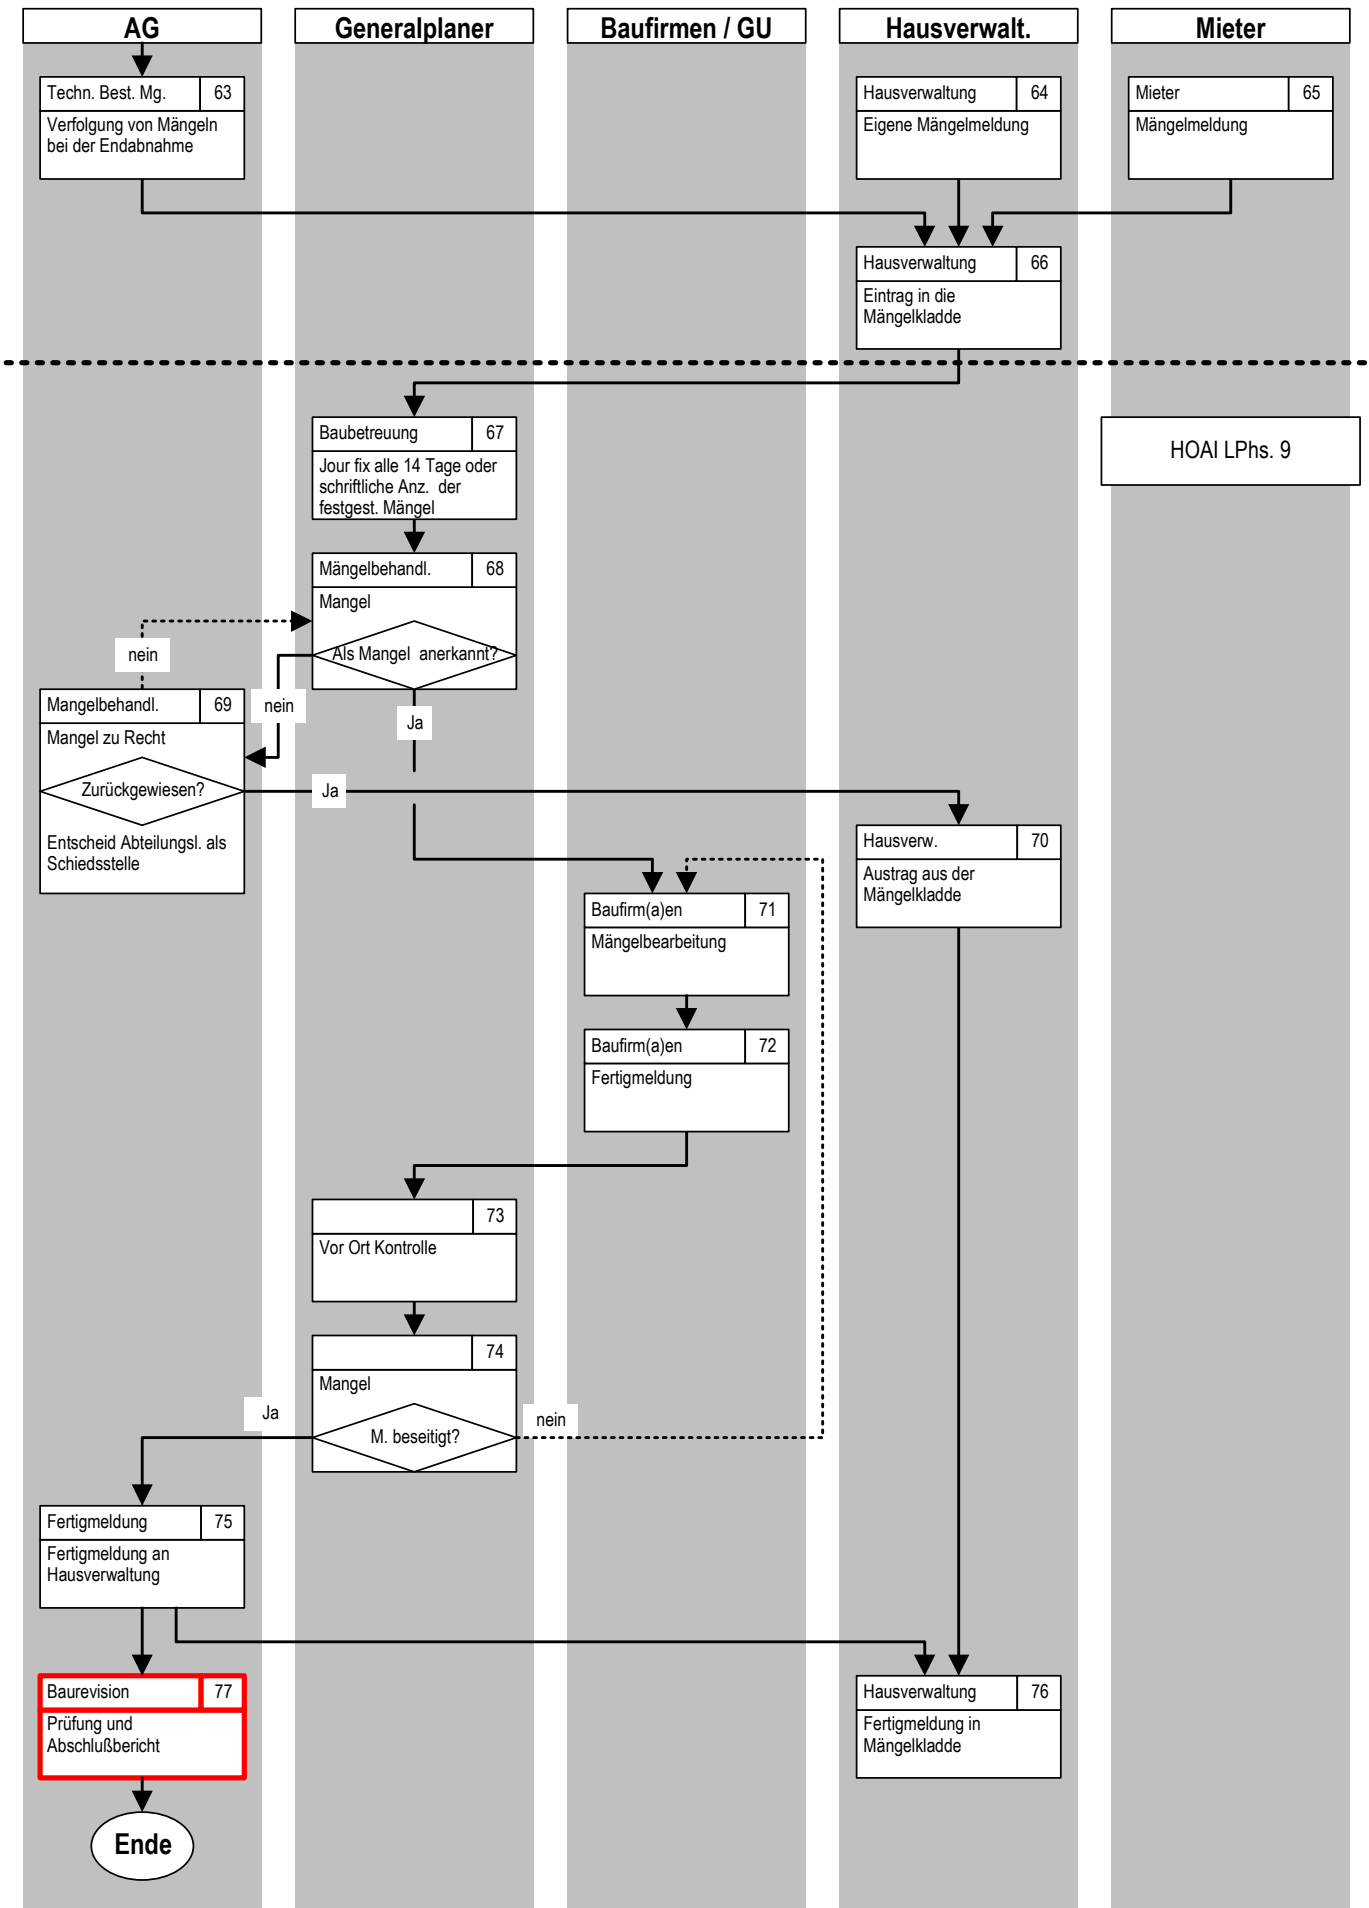 AG
Generalplaner
Baufirmen / GU
Hausverwalt.
Mieter
Techn. Best. Mg. 63
Verfolgung von Mängeln
bei der Endabnahme
Hausverwaltung 64
Eigene Mängelmeldung
Mieter 65
Mängelmeldung
Hausverwaltung 66
Eintrag in die
Mängelkladde
Baubetreuung 67
Jour fix alle 14 Tage oder
schriftliche Anz. der
festgest. Mängel
HOAI LPhs. 9
Mängelbehandl. 68
Mangel
Als Mangel anerkannt?
nein
nein
Ja
Mangelbehandl. 69
Mangel zu Recht
Zurückgewiesen?
Entscheid Abteilungsl. als
Schiedsstelle
Ja
Hausverw. 70
Austrag aus der
Mängelkladde
Baufirm(a)en 71
Mängelbearbeitung
Baufirm(a)en 72
Fertigmeldung
73
Vor Ort Kontrolle
74
Mangel
M. beseitigt?
Ja
nein
Fertigmeldung 75
Fertigmeldung an
Hausverwaltung
Baurevision 77
Prüfung und
Abschlußbericht
Hausverwaltung 76
Fertigmeldung in
Mängelkladde
Ende